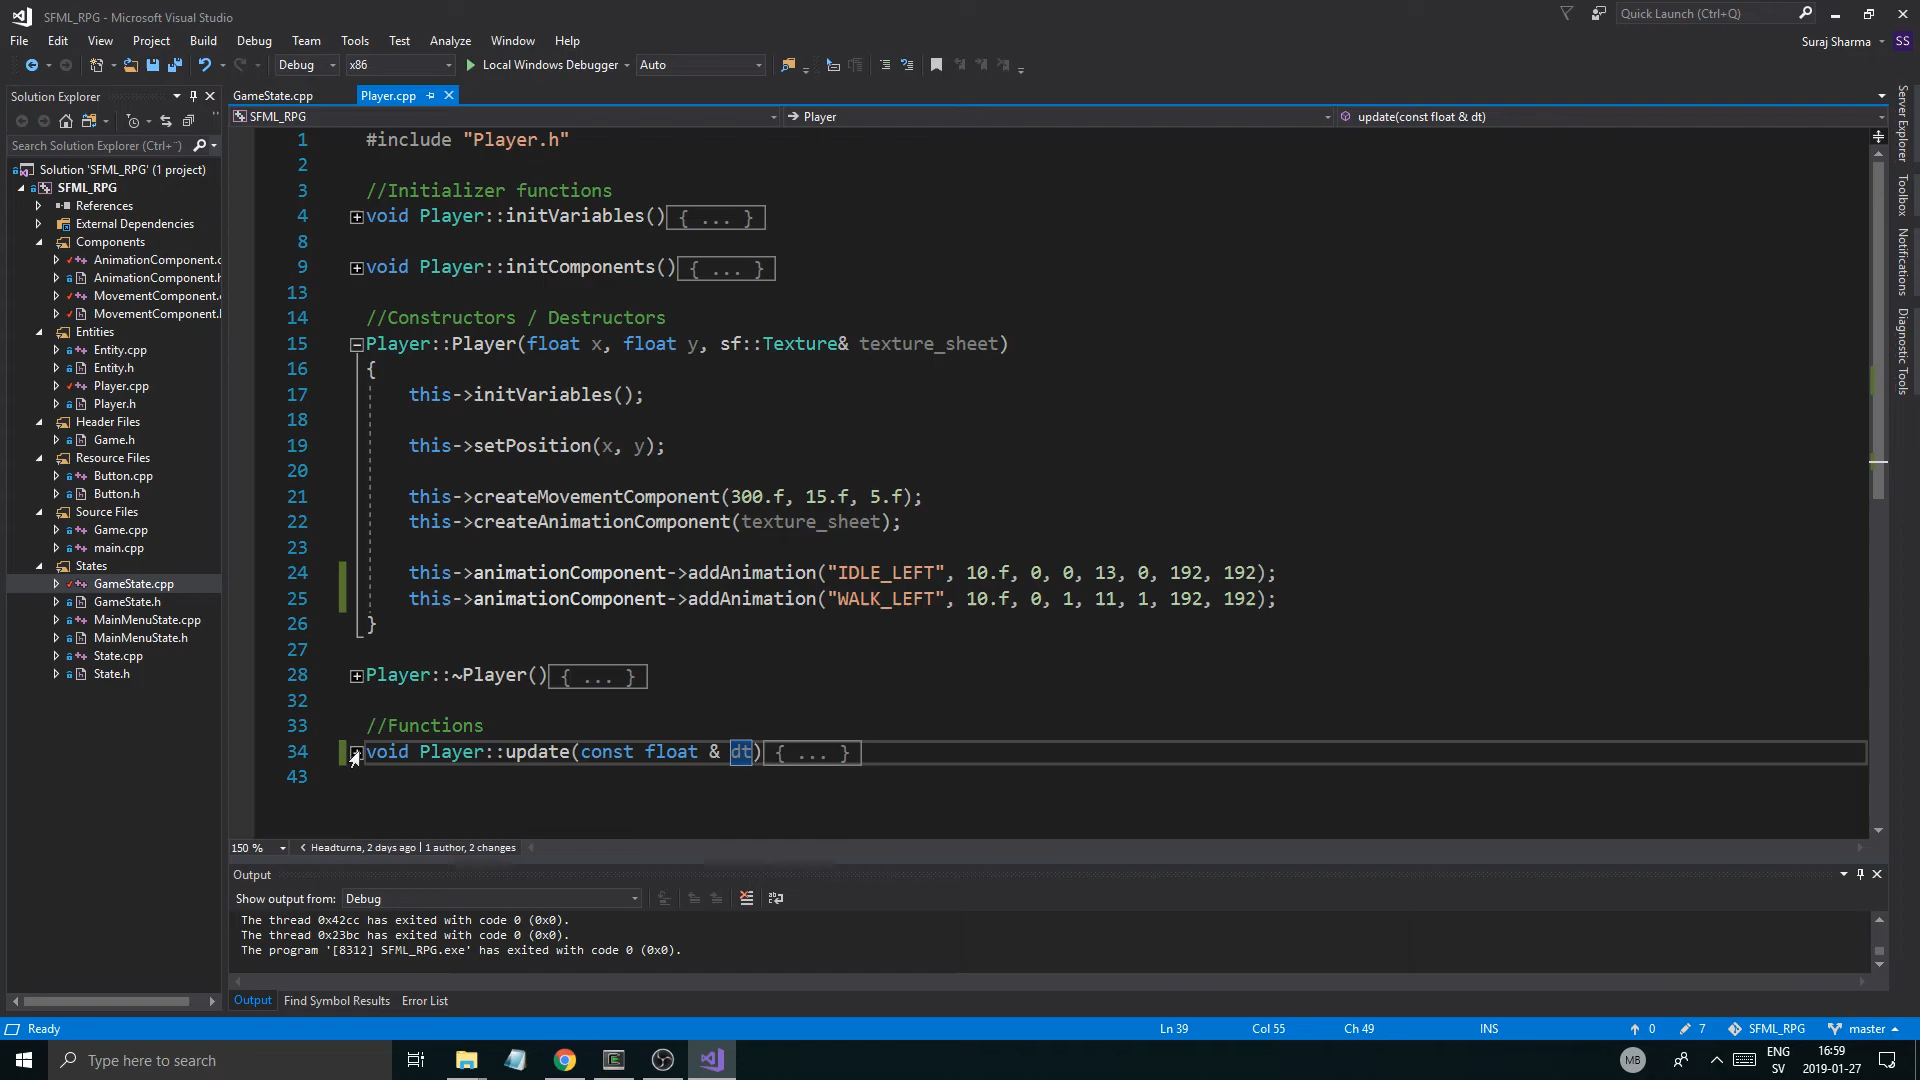 SFML_RPG - Microsoft Visual Studio
Quick Launch (Ctrl+Q)
File Edit View Project Build Debug Team Tools Test Analyze Window Help
Suraj Sharma SS
Debug x86 Local Windows Debugger Auto
Solution Explorer
Search Solution Explorer (Ctrl+¨)
Solution 'SFML_RPG' (1 project)
SFML_RPG
References
External Dependencies
Components
AnimationComponent.c
AnimationComponent.h
MovementComponent.
MovementComponent.
Entities
Entity.cpp
Entity.h
Player.cpp
Player.h
Header Files
Game.h
Resource Files
Button.cpp
Button.h
Source Files
Game.cpp
main.cpp
States
GameState.cpp
GameState.h
MainMenuState.cpp
MainMenuState.h
State.cpp
State.h
GameState.cpp Player.cpp
SFML_RPG Player update(const float & dt)
1 #include "Player.h"
2
3 //Initializer functions
4 void Player::initVariables(){ ... }
8
9 void Player::initComponents(){ ... }
13
14 //Constructors / Destructors
15 Player::Player(float x, float y, sf::Texture& texture_sheet)
16 {
17 this->initVariables();
18
19 this->setPosition(x, y);
20
21 this->createMovementComponent(300.f, 15.f, 5.f);
22 this->createAnimationComponent(texture_sheet);
23
24 this->animationComponent->addAnimation("IDLE_LEFT", 10.f, 0, 0, 13, 0, 192, 192);
25 this->animationComponent->addAnimation("WALK_LEFT", 10.f, 0, 1, 11, 1, 192, 192);
26 }
27
28 Player::~Player(){ ... }
32
33 //Functions
34 void Player::update(const float & dt){ ... }
43
150 % Headturna, 2 days ago | 1 author, 2 changes
Output
Show output from: Debug
The thread 0x42cc has exited with code 0 (0x0).
The thread 0x23bc has exited with code 0 (0x0).
The program '[8312] SFML_RPG.exe' has exited with code 0 (0x0).
Output Find Symbol Results Error List
Server Explorer
Toolbox
Notifications
Diagnostic Tools
Ready Ln 39 Col 55 Ch 49 INS 0 7 SFML_RPG master
Type here to search
MB
ENG
SV
16:59
2019-01-27